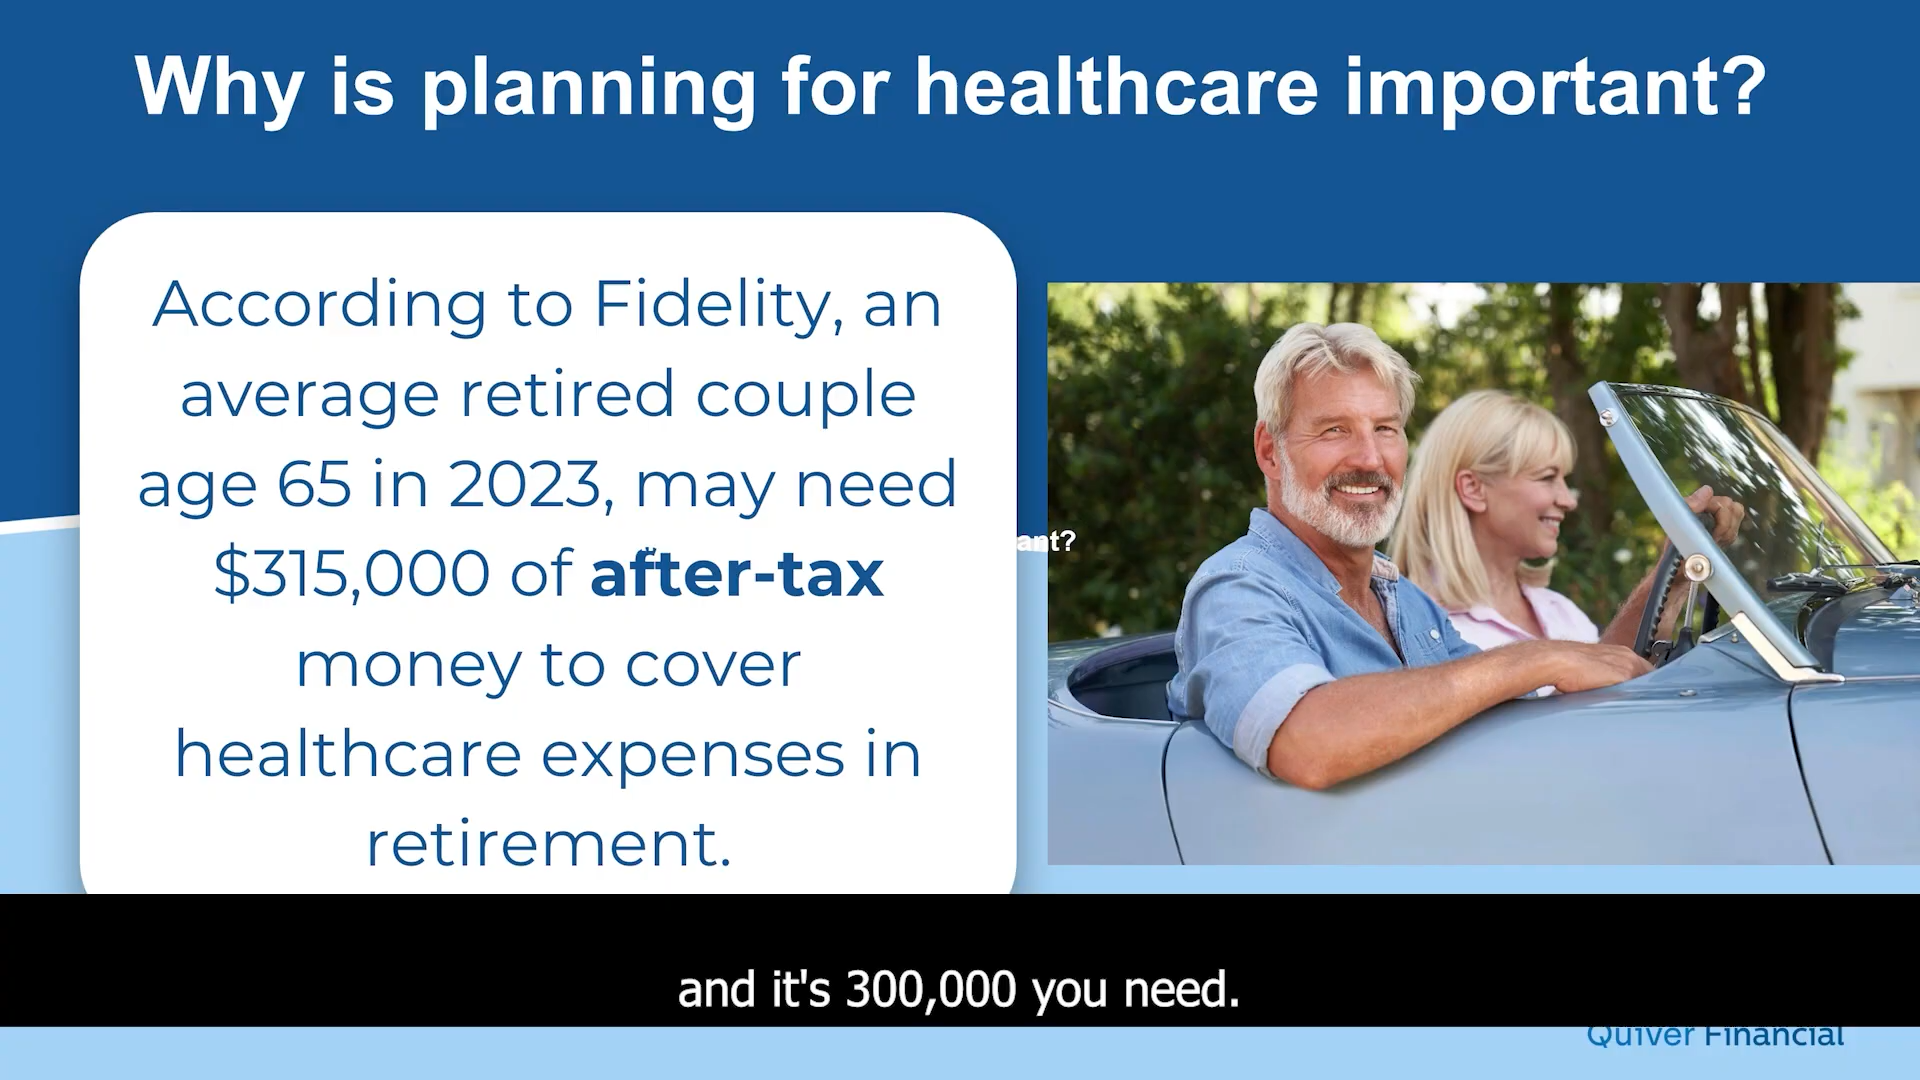 Why is planning for healthcare important?
According to Fidelity, an
average retired couple
age 65 in 2023, may need
$315,000 of after-tax
money to cover
healthcare expenses in
retirement.
ant?
and it's 300,000 you need.
Quiver Financial